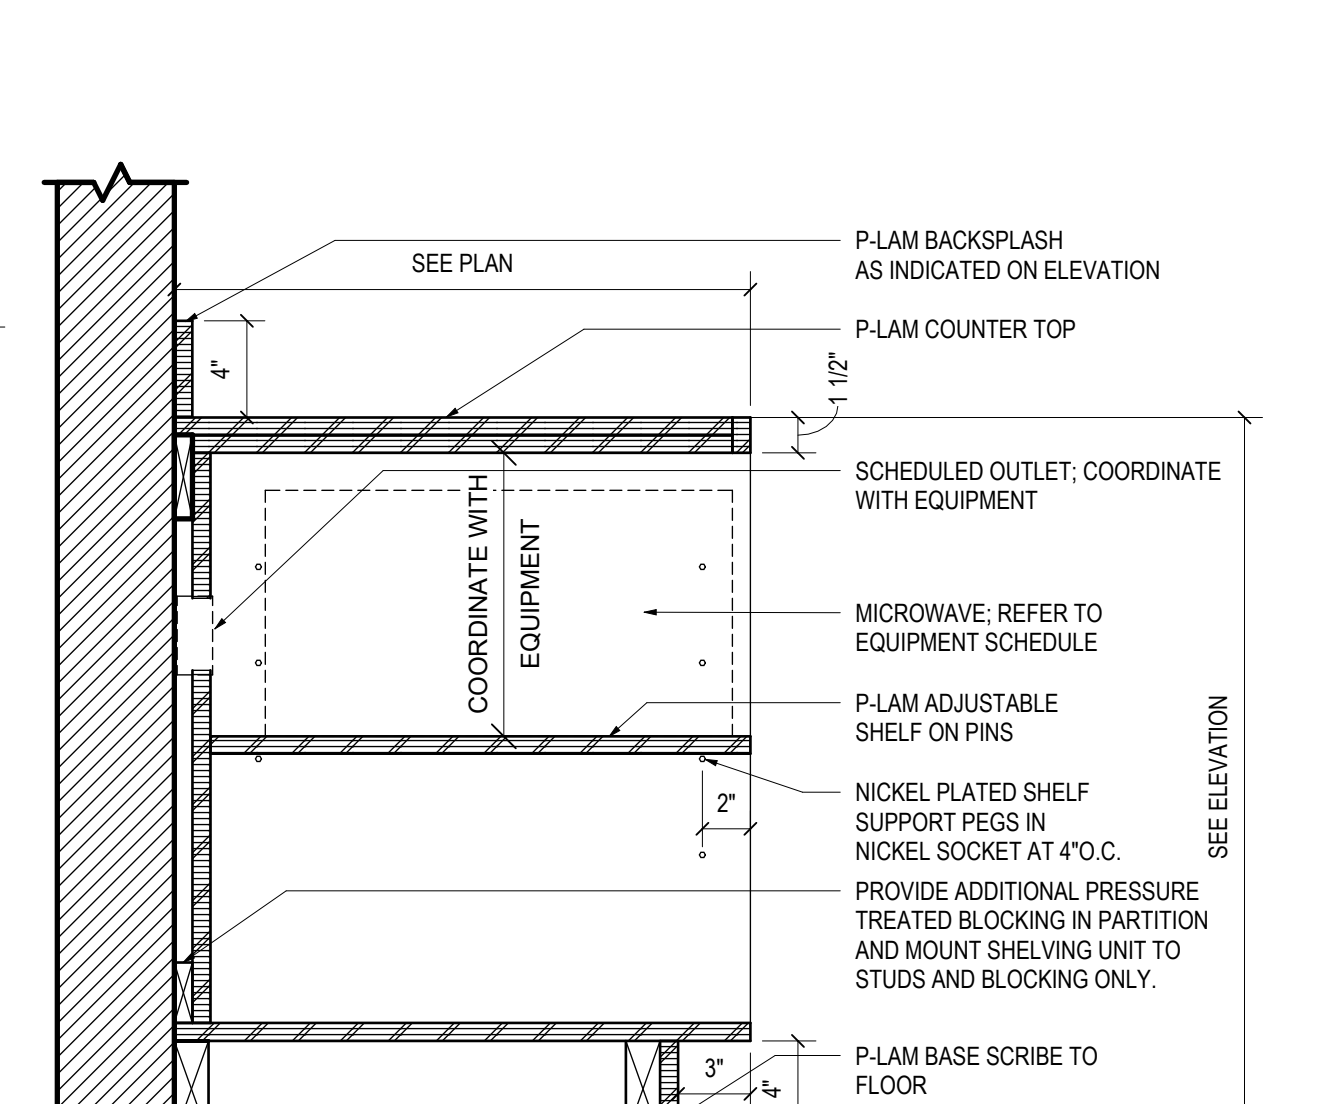 P-LAM BACKSPLASH
AS INDICATED ON ELEVATION
SEE PLAN
P-LAM COUNTER TOP
4"
1 1/2"
SCHEDULED OUTLET; COORDINATE
WITH EQUIPMENT
COORDINATE WITH
EQUIPMENT
MICROWAVE; REFER TO
EQUIPMENT SCHEDULE
P-LAM ADJUSTABLE
SHELF ON PINS
SEE ELEVATION
NICKEL PLATED SHELF
SUPPORT PEGS IN
NICKEL SOCKET AT 4"O.C.
2"
PROVIDE ADDITIONAL PRESSURE
TREATED BLOCKING IN PARTITION
AND MOUNT SHELVING UNIT TO
STUDS AND BLOCKING ONLY.
P-LAM BASE SCRIBE TO
FLOOR
3"
4"